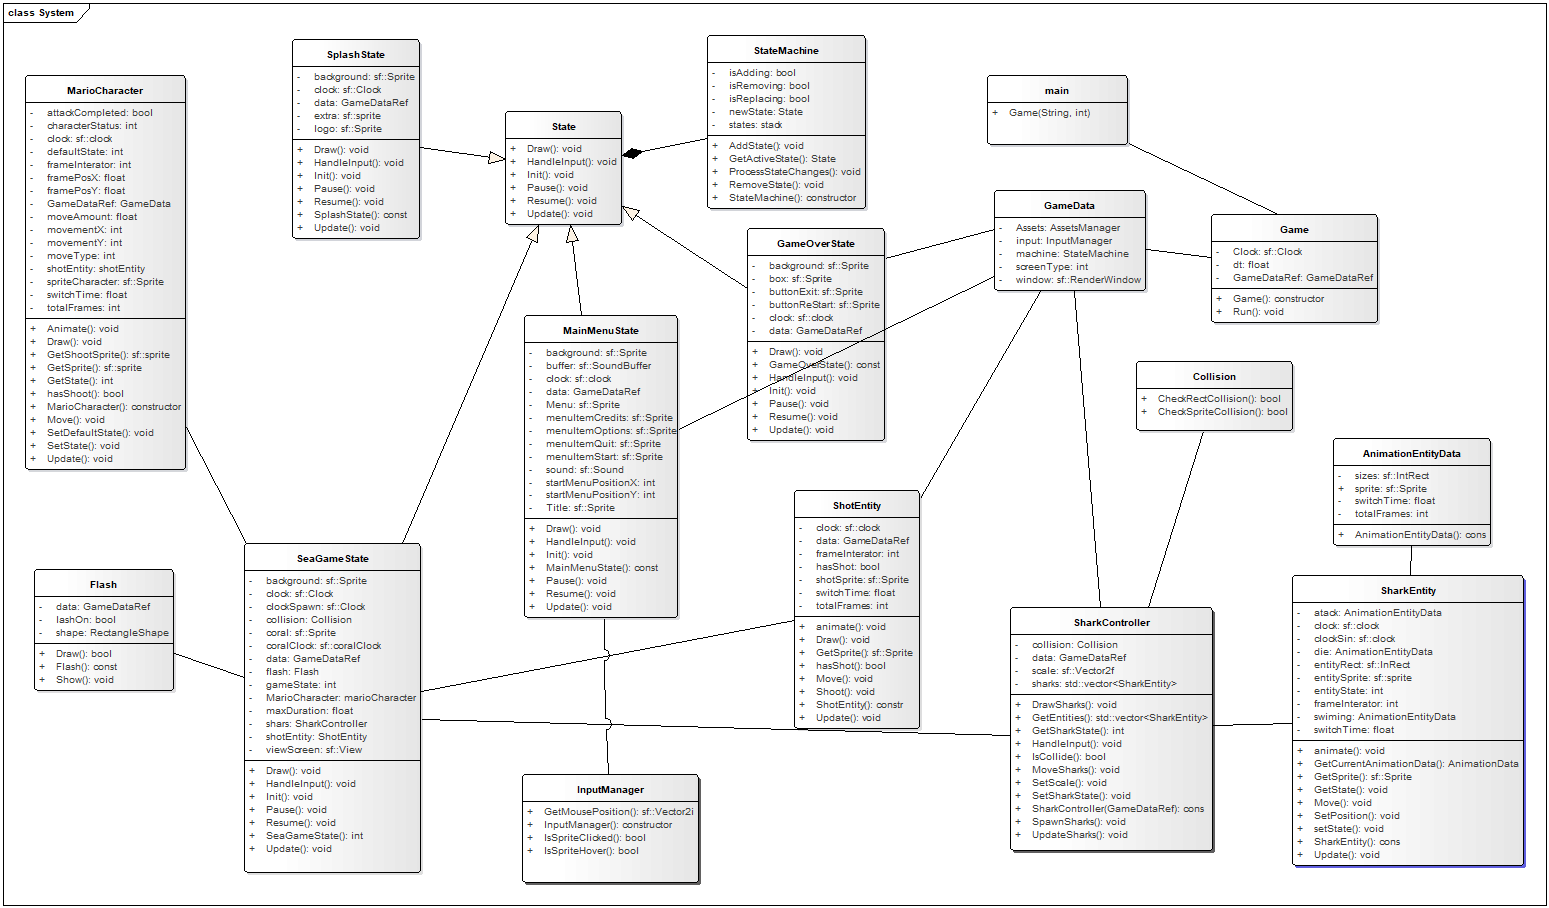 class System
SplashState
- background: sf::Sprite
- clock: sf::Clock
- data: GameDataRef
- extra: sf::sprite
- logo: sf::Sprite
+ Draw(): void
+ HandleInput(): void
+ Init(): void
+ Pause(): void
+ Resume(): void
+ SplashState(): const
+ Update(): void
StateMachine
- isAdding: bool
- isRemoving: bool
- isReplacing: bool
- newState: State
- states: stack
+ AddState(): void
+ GetActiveState(): State
+ ProcessStateChanges(): void
+ RemoveState(): void
+ StateMachine(): constructor
MarioCharacter
- attackCompleted: bool
- characterStatus: int
- clock: sf::clock
- defaultState: int
- frameInterator: int
- framePosX: float
- framePosY: float
- GameDataRef: GameData
- moveAmount: float
- movementX: int
- movementY: int
- moveType: int
- shotEntity: shotEntity
- spriteCharacter: sf::Sprite
- switchTime: float
- totalFrames: int
+ Animate(): void
+ Draw(): void
+ GetShootSprite(): sf::sprite
+ GetSprite(): sf::sprite
+ GetState(): int
+ hasShoot(): bool
+ MarioCharacter(): constructor
+ Move(): void
+ SetDefaultState(): void
+ SetState(): void
+ Update(): void
State
+ Draw(): void
+ HandleInput(): void
+ Init(): void
+ Pause(): void
+ Resume(): void
+ Update(): void
main
+ Game(String, int)
GameData
- Assets: AssetsManager
- input: InputManager
- machine: StateMachine
- screenType: int
- window: sf::RenderWindow
Game
- Clock: sf::Clock
- dt: float
- GameDataRef: GameDataRef
+ Game(): constructor
+ Run(): void
GameOverState
- background: sf::Sprite
- box: sf::Sprite
- buttonExit: sf::Sprite
- buttonReStart: sf::Sprite
- clock: sf::clock
- data: GameDataRef
+ Draw(): void
+ GameOverState(): const
+ HandleInput(): void
+ Init(): void
+ Pause(): void
+ Resume(): void
+ Update(): void
MainMenuState
- background: sf::Sprite
- buffer: sf::SoundBuffer
- clock: sf::clock
- data: GameDataRef
- Menu: sf::Sprite
- menuItemCredits: sf::Sprite
- menuItemOptions: sf::Sprite
- menuItemQuit: sf::Sprite
- menuItemStart: sf::Sprite
- sound: sf::Sound
- startMenuPositionX: int
- startMenuPositionY: int
- Title: sf::Sprite
+ Draw(): void
+ HandleInput(): void
+ Init(): void
+ MainMenuState(): const
+ Pause(): void
+ Resume(): void
+ Update(): void
Collision
+ CheckRectCollision(): bool
+ CheckSpriteCollision(): bool
AnimationEntityData
- sizes: sf::IntRect
+ sprite: sf::Sprite
- switchTime: float
- totalFrames: int
+ AnimationEntityData(): cons
ShotEntity
- clock: sf::clock
- data: GameDataRef
- frameInterator: int
- hasShot: bool
- shotSprite: sf::Sprite
- switchTime: float
- totalFrames: int
+ animate(): void
+ Draw(): void
+ GetSprite(): sf::Sprite
+ hasShot(): bool
+ Move(): void
+ Shoot(): void
+ ShotEntity(): constr
+ Update(): void
SeaGameState
- background: sf::Sprite
- clock: sf::Clock
- clockSpawn: sf::Clock
- collision: Collision
- coral: sf::Sprite
- coralClock: sf::coralClock
- data: GameDataRef
- flash: Flash
- gameState: int
- MarioCharacter: marioCharacter
- maxDuration: float
- shars: SharkController
- shotEntity: ShotEntity
- viewScreen: sf::View
+ Draw(): void
+ HandleInput(): void
+ Init(): void
+ Pause(): void
+ Resume(): void
+ SeaGameState(): int
+ Update(): void
Flash
- data: GameDataRef
- lashOn: bool
- shape: RectangleShape
+ Draw(): bool
+ Flash(): const
+ Show(): void
SharkController
- collision: Collision
- data: GameDataRef
- scale: sf::Vector2f
- sharks: std::vector<SharkEntity>
+ DrawSharks(): void
+ GetEntities(): std::vector<SharkEntity>
+ GetSharkState(): int
+ HandleInput(): void
+ IsCollide(): bool
+ MoveSharks(): void
+ SetScale(): void
+ SetSharkState(): void
+ SharkController(GameDataRef): cons
+ SpawnSharks(): void
+ UpdateSharks(): void
SharkEntity
- atack: AnimationEntityData
- clock: sf::clock
- clockSin: sf::clock
- die: AnimationEntityData
- entityRect: sf::InRect
- entitySprite: sf::sprite
- entityState: int
- frameInterator: int
- swiming: AnimationEntityData
- switchTime: float
+ animate(): void
+ GetCurrentAnimationData(): AnimationData
+ GetSprite(): sf::Sprite
+ GetState(): void
+ Move(): void
+ SetPosition(): void
+ setState(): void
+ SharkEntity(): cons
+ Update(): void
InputManager
+ GetMousePosition(): sf::Vector2i
+ InputManager(): constructor
+ IsSpriteClicked(): bool
+ IsSpriteHover(): bool